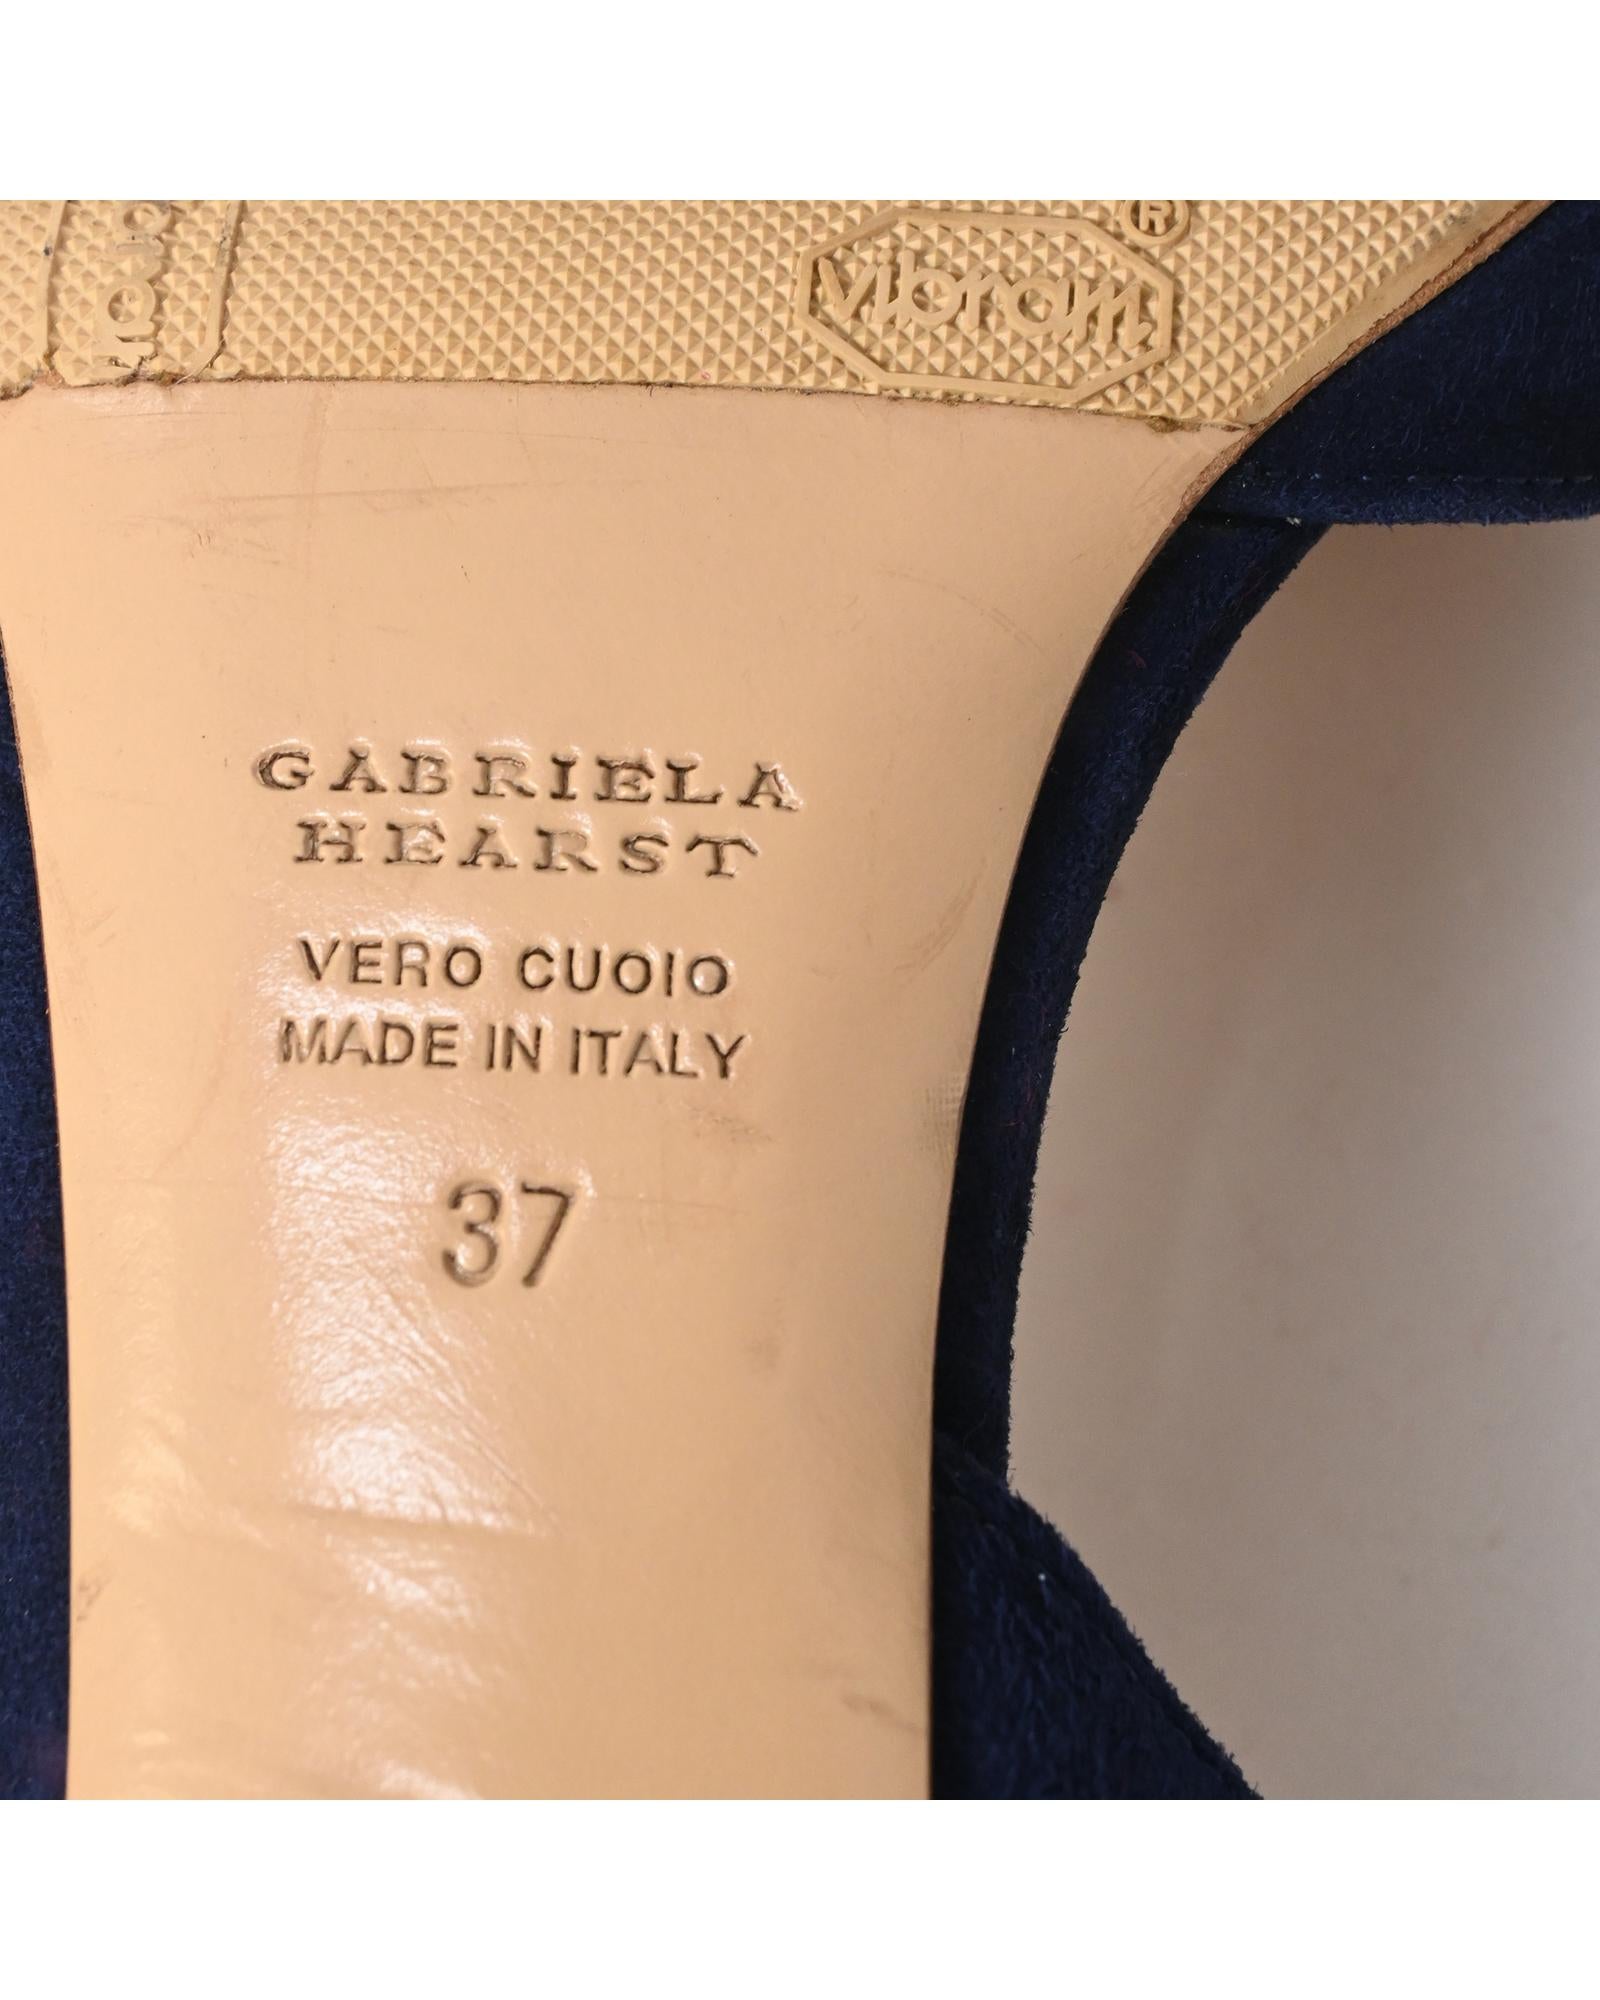 vibram®
GABRIELA
HEARST
VERO CUOIO
MADE IN ITALY
37